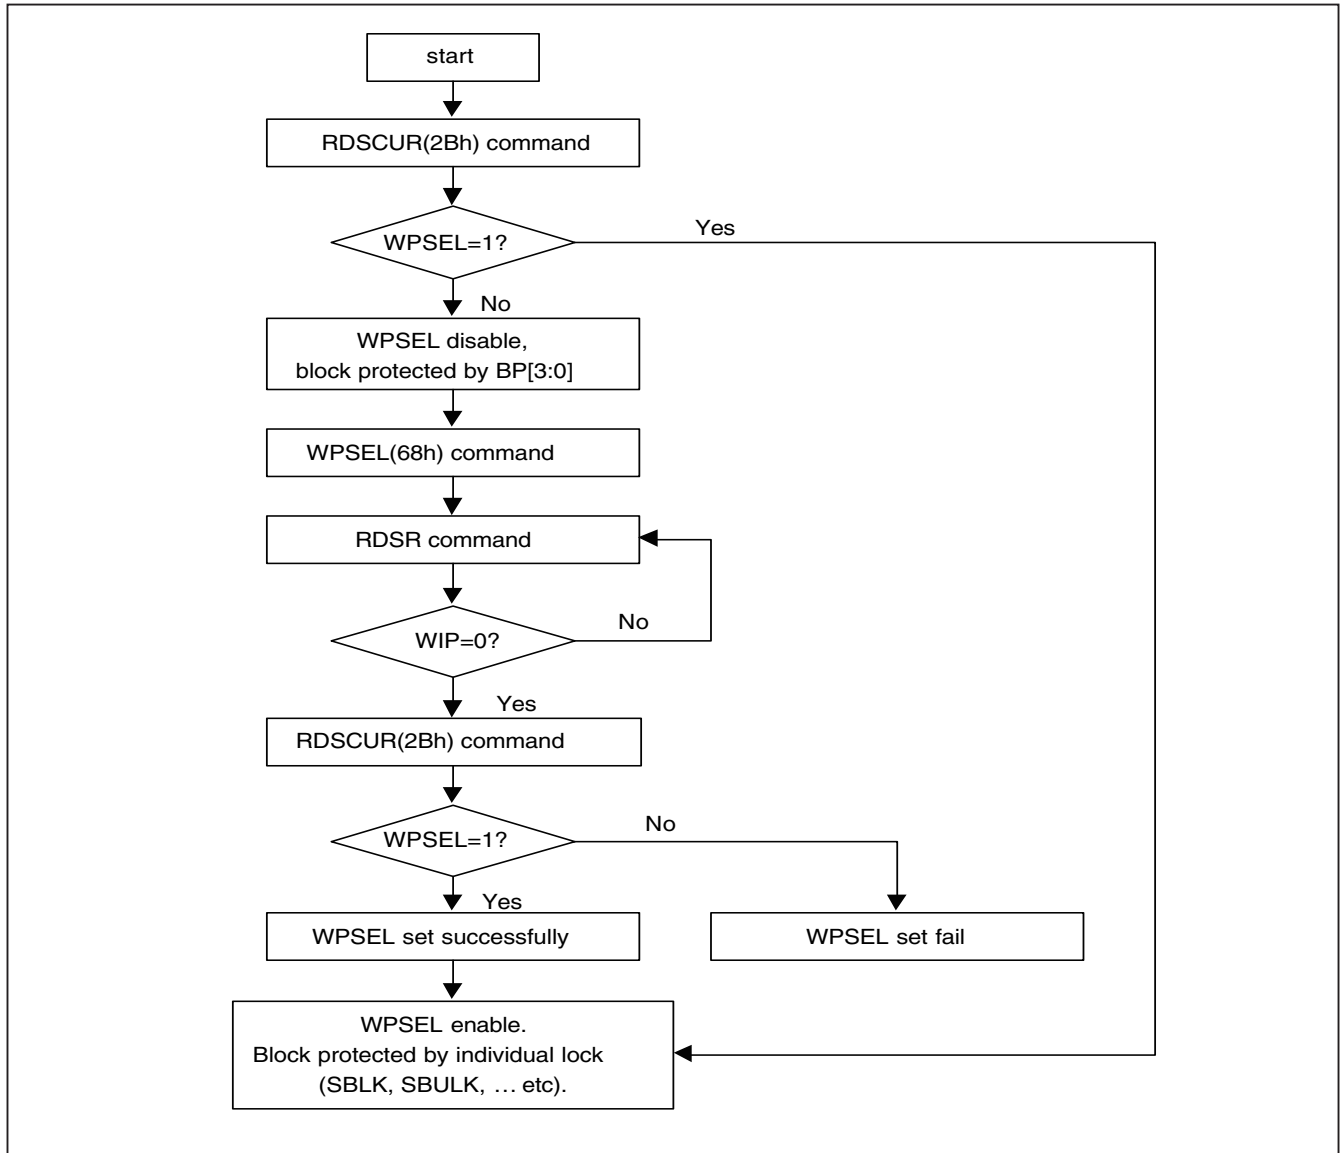 start
RDSCUR(2Bh) command
WPSEL=1?
Yes
No
WPSEL disable,
block protected by BP[3:0]
WPSEL(68h) command
RDSR command
WIP=0?
No
Yes
RDSCUR(2Bh) command
WPSEL=1?
No
Yes
WPSEL set successfully
WPSEL set fail
WPSEL enable.
Block protected by individual lock
(SBLK, SBULK, … etc).